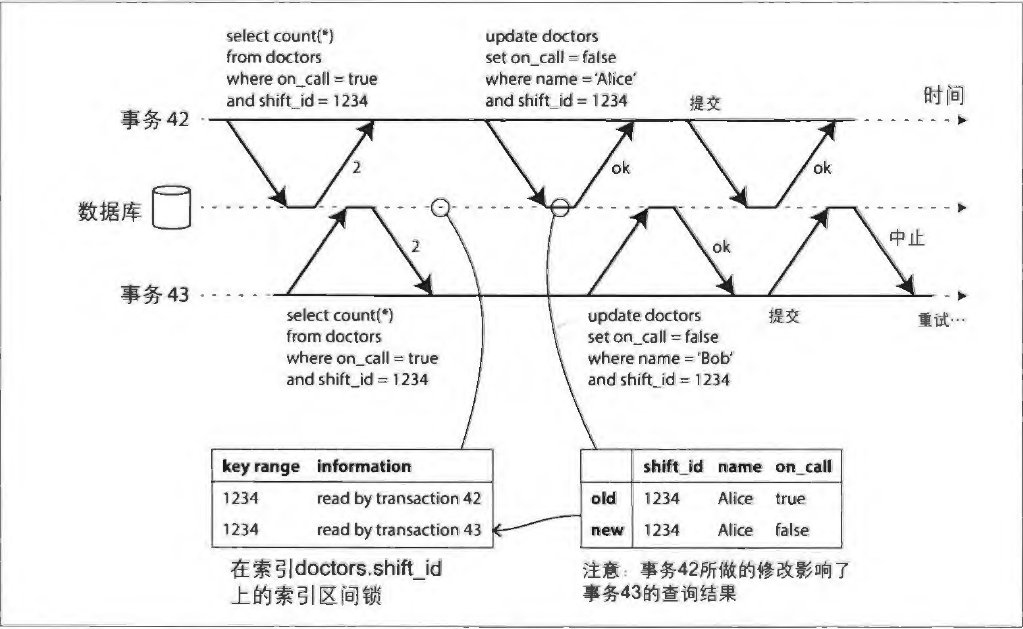 select count(*)
from doctors
where on_call = true
and shift_id = 1234
update doctors
set on_call = false
where name = 'Alice'
and shift_id = 1234
提交
时间
事务 42
2
ok
ok
数据库
2
ok
中止
事务 43
select count(*)
from doctors
where on_call = true
and shift_id = 1234
update doctors
set on_call = false
where name = 'Bob'
and shift_id = 1234
提交
重试…
key range information
1234 read by transaction 42
1234 read by transaction 43
shift_id name on_call
old 1234 Alice true
new 1234 Alice false
在索引doctors.shift_id
上的索引区间锁
注意：事务42所做的修改影响了
事务43的查询结果